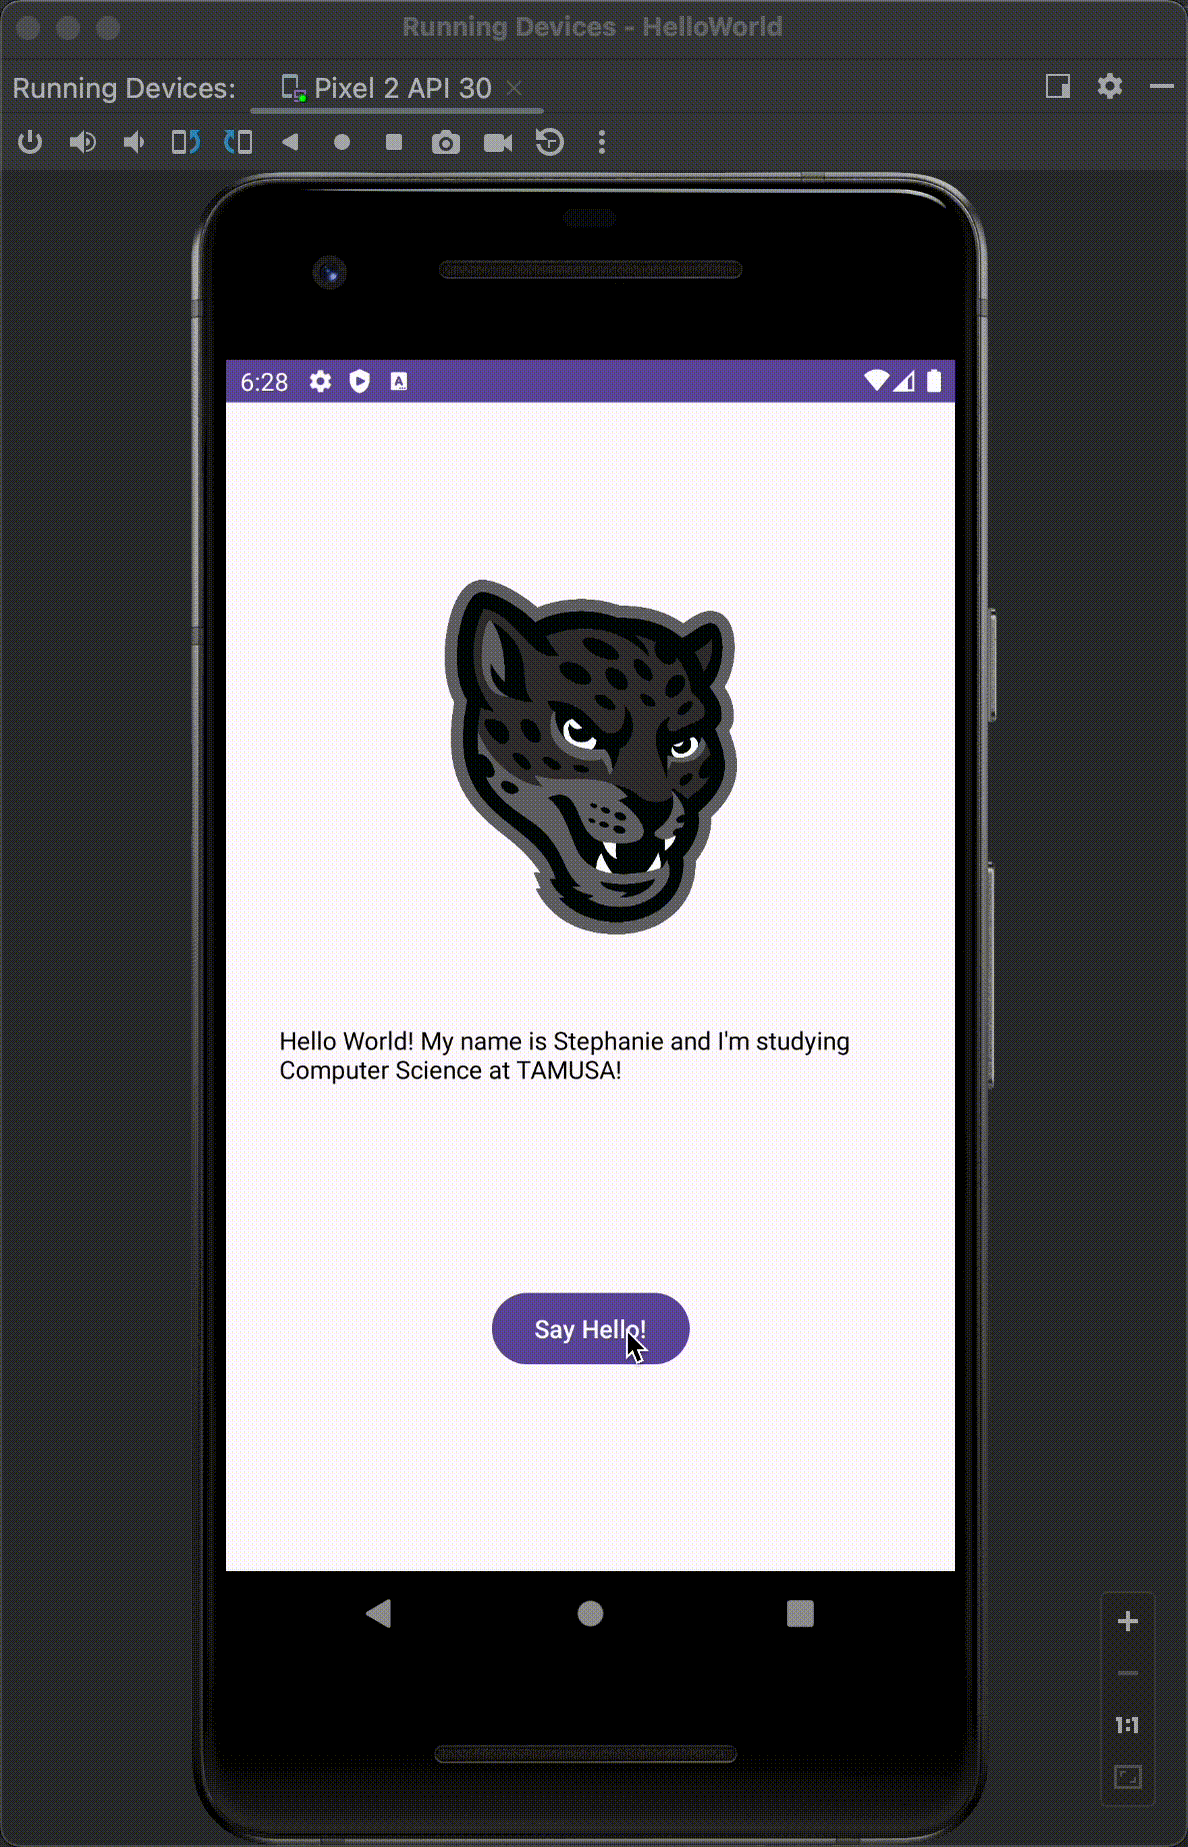 Running Devices - HelloWorld
Running Devices:
Pixel 2 API 30
6:28
A
Hello World! My name is Stephanie and I'm studying
Computer Science at TAMUSA!
Say Hello!
1:1